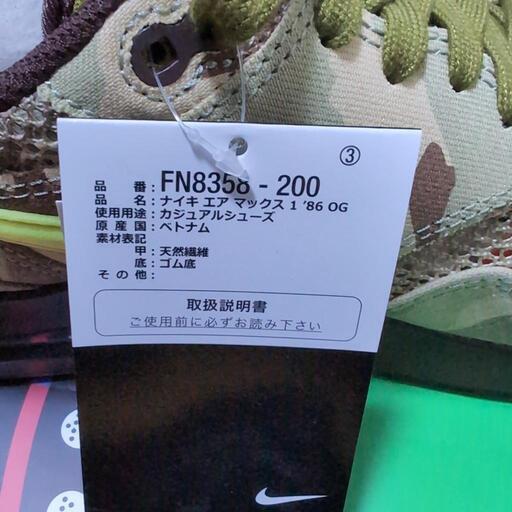 ③
品 番：FN8358 - 200
品 名：ナイキ エア マックス 1 '86 OG
使用用途：カジュアルシューズ
原 産 国：ベトナム
素材表記
甲：天然繊維
底：ゴム底
そ の 他：
取扱説明書
ご使用前に必ずお読み下さい